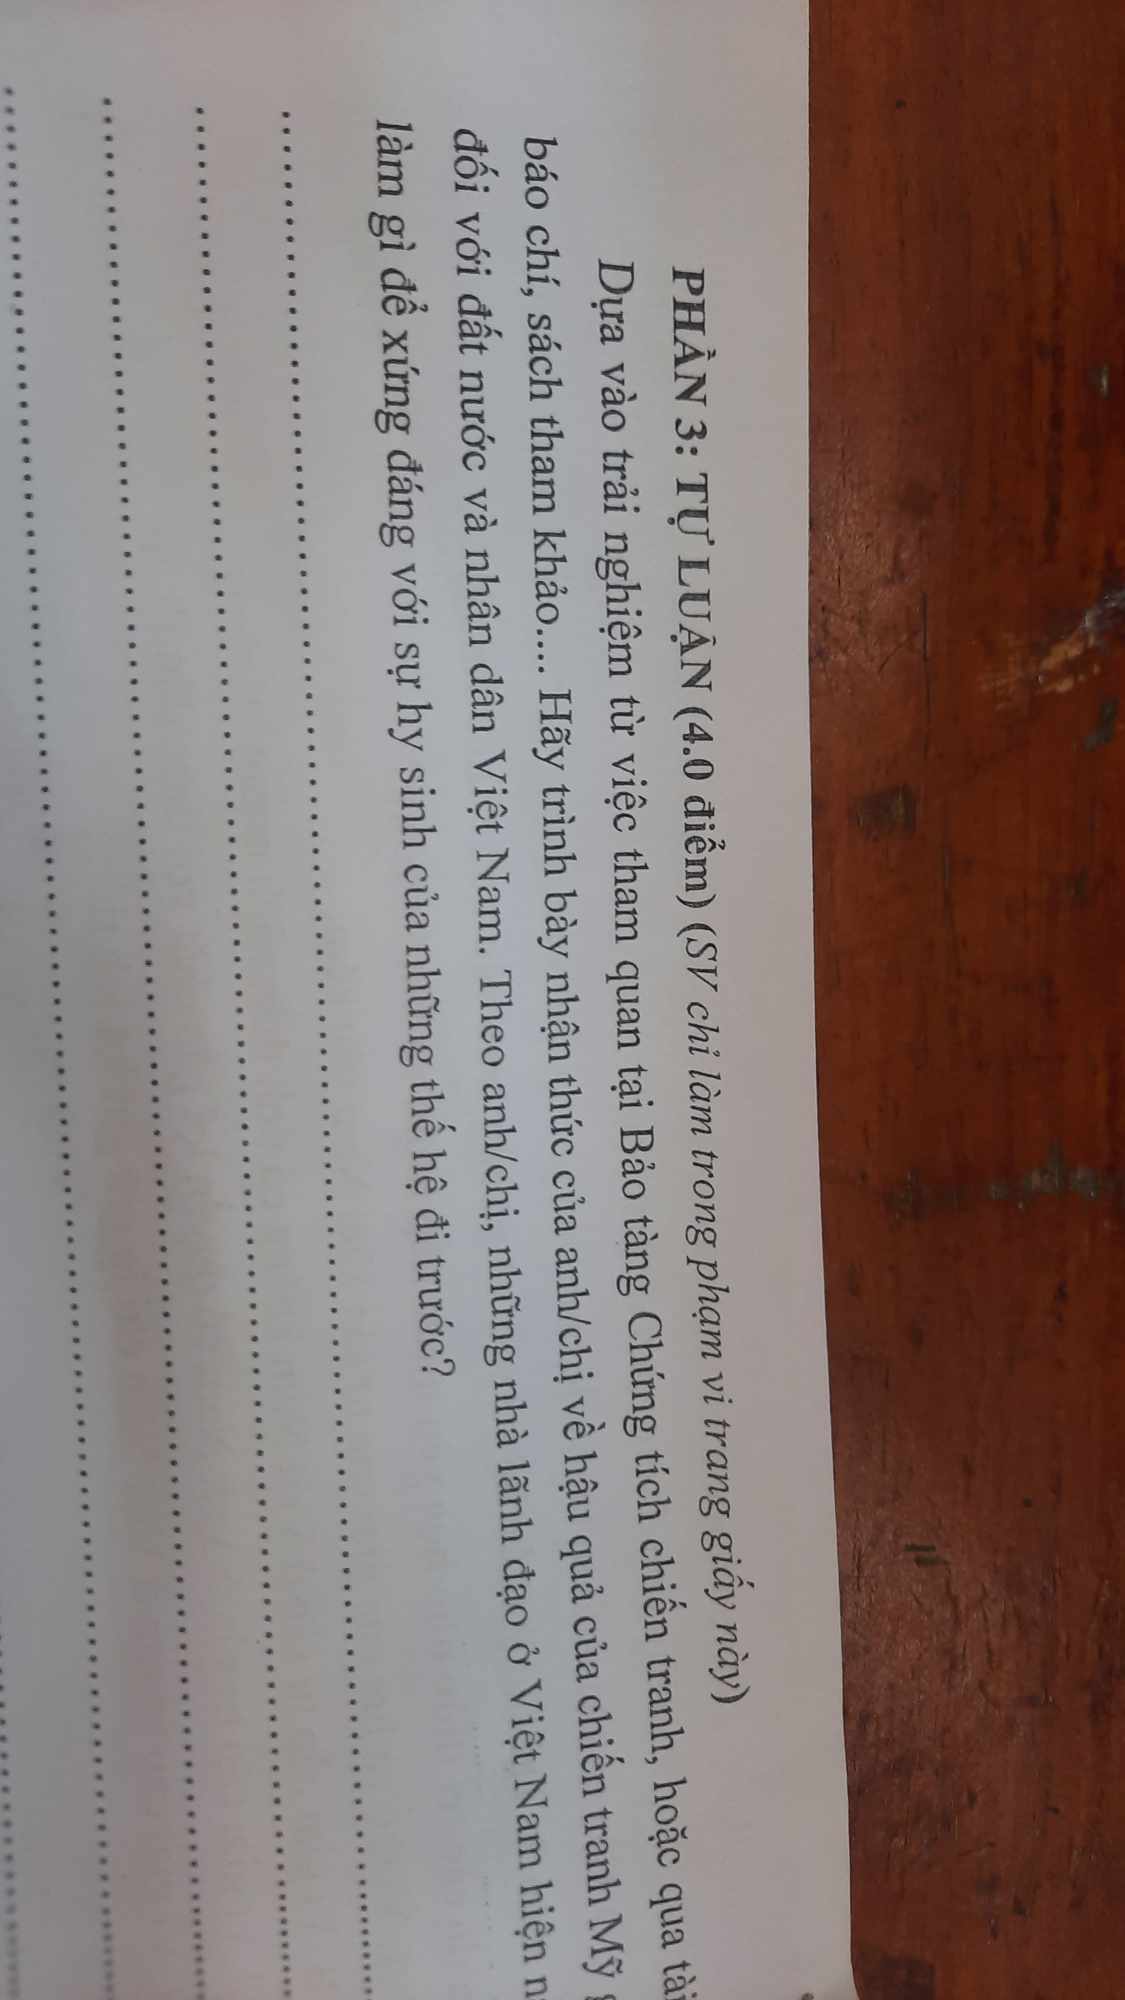 PHẦN 3: TỰ LUẬN (4.0 điểm) (SV chỉ làm trong phạm vi trang giấy này)
Dựa vào trải nghiệm từ việc tham quan tại Bảo tàng Chứng tích chiến tranh, hoặc qua tài
báo chí, sách tham khảo.... Hãy trình bày nhận thức của anh/chị về hậu quả của chiến tranh Mỹ
đối với đất nước và nhân dân Việt Nam. Theo anh/chị, những nhà lãnh đạo ở Việt Nam hiện
làm gì để xứng đáng với sự hy sinh của những thế hệ đi trước?